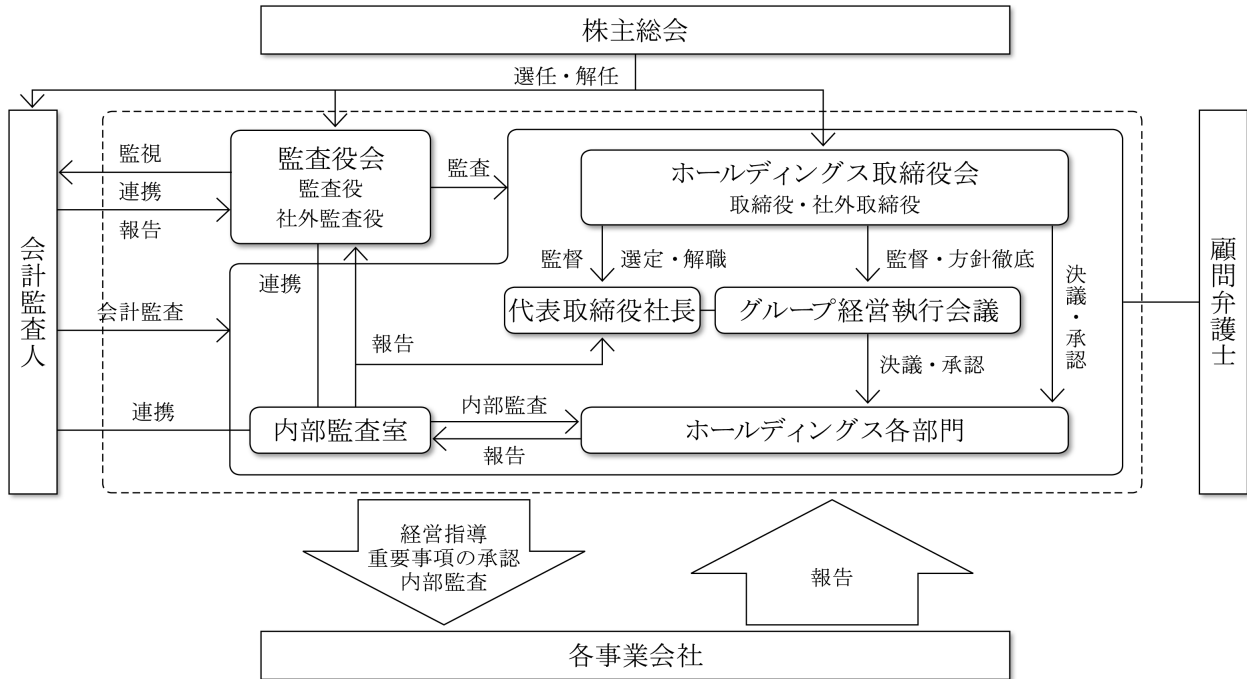 株主総会
選任・解任
会計監査人
監視
連携
報告
会計監査
連携
監査役会
監査役
社外監査役
監査
連携
ホールディングス取締役会
取締役・社外取締役
監督
選定・解職
監督・方針徹底
決議・承認
代表取締役社長
グループ経営執行会議
報告
決議・承認
内部監査室
内部監査
報告
ホールディングス各部門
顧問弁護士
経営指導
重要事項の承認
内部監査
報告
各事業会社